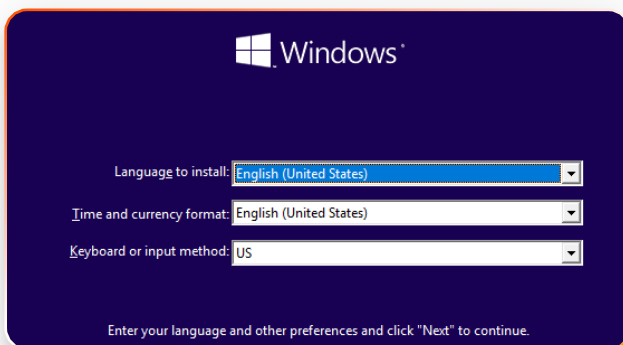 Windows
Language to install: English (United States)
Time and currency format: English (United States)
Keyboard or input method: US
Enter your language and other preferences and click "Next" to continue.